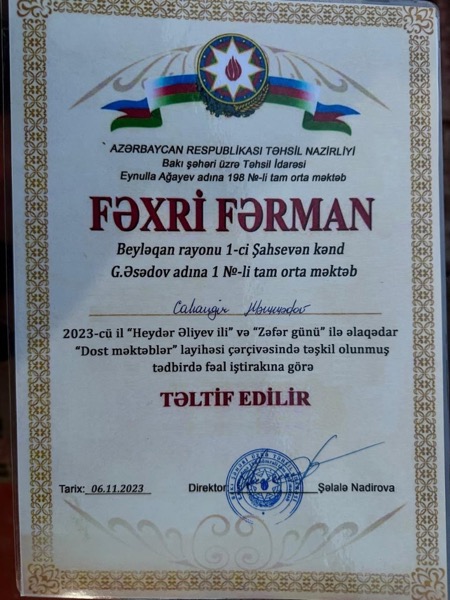 AZƏRBAYCAN RESPUBLIKASI TƏHSİL NAZİRLİYİ
Bakı şəhəri üzrə Təhsil İdarəsi
Eynulla Ağayev adına 198 №-li tam orta məktəb
FƏXRİ FƏRMAN
Beyləqan rayonu 1-ci Şahsevən kənd
G.Əsədov adına 1 №-li tam orta məktəb
Cahangir Məmmədov
2023-cü il "Heydər Əliyev ili" və "Zəfər günü" ilə əlaqədar
"Dost məktəblər" layihəsi çərçivəsində təşkil olunmuş
tədbirdə fəal iştirakına görə
TƏLTİF EDİLİR
Tarix: 06.11.2023 Direktor Şəlalə Nadirova